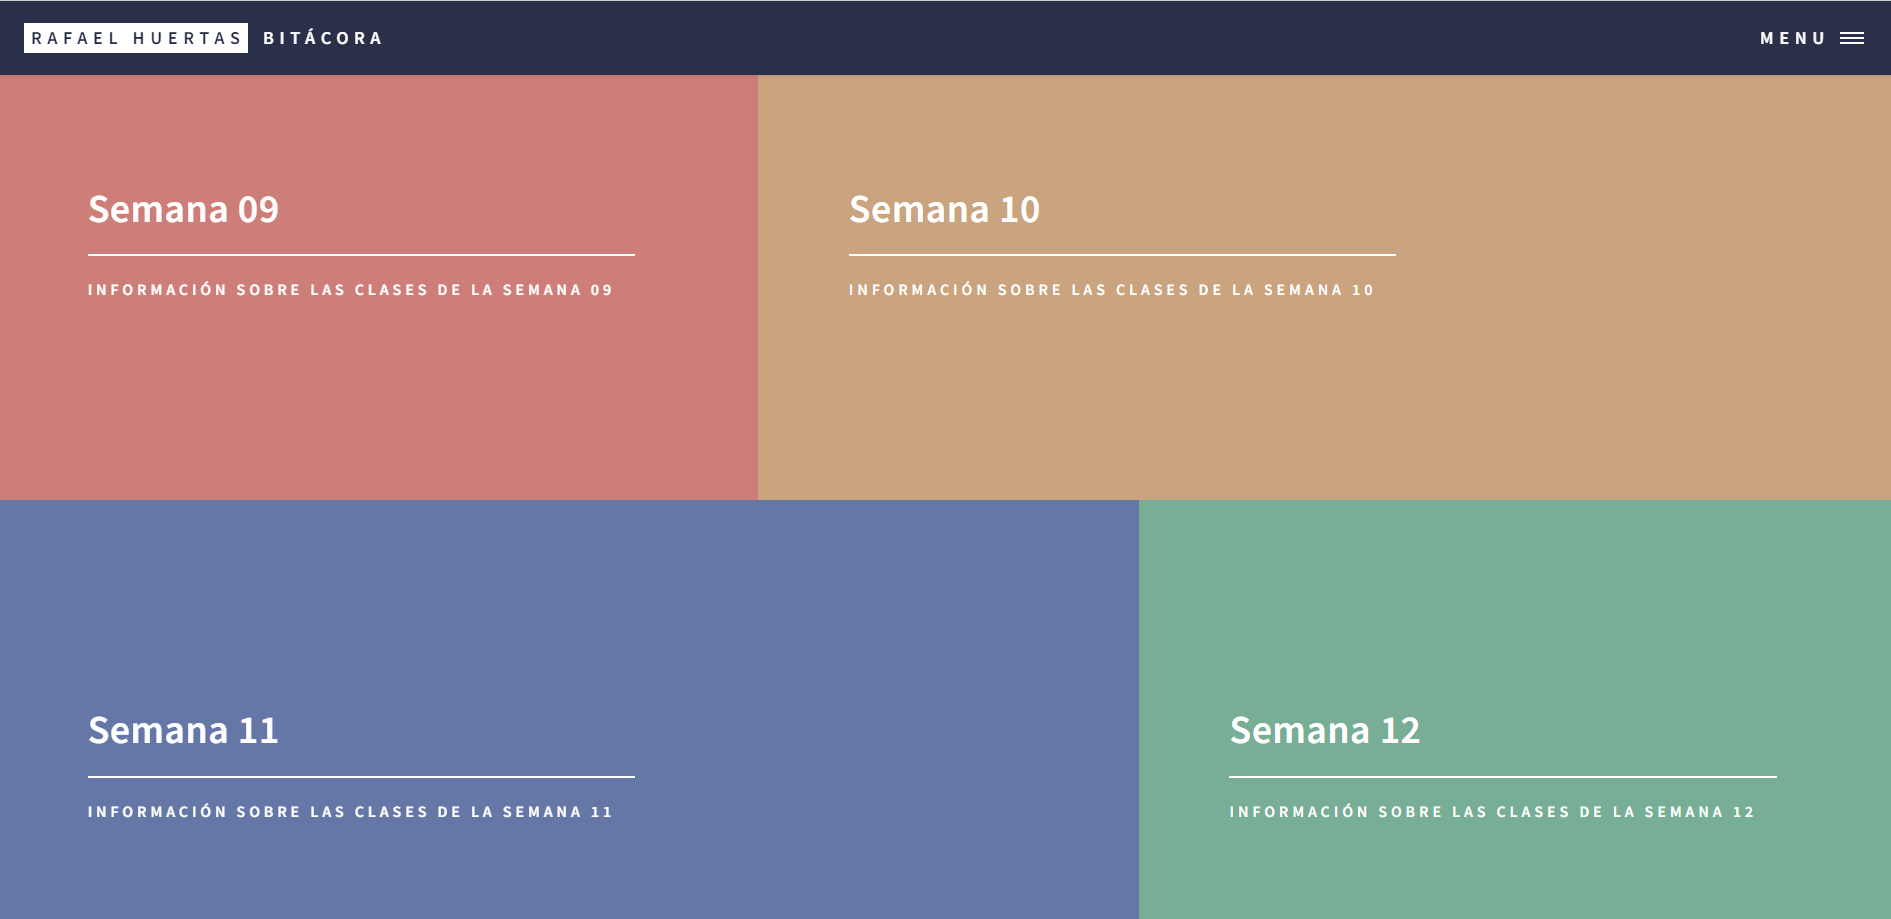 RAFAEL HUERTAS BITÁCORA MENU
Semana 09
INFORMACIÓN SOBRE LAS CLASES DE LA SEMANA 09
Semana 10
INFORMACIÓN SOBRE LAS CLASES DE LA SEMANA 10
Semana 11
INFORMACIÓN SOBRE LAS CLASES DE LA SEMANA 11
Semana 12
INFORMACIÓN SOBRE LAS CLASES DE LA SEMANA 12